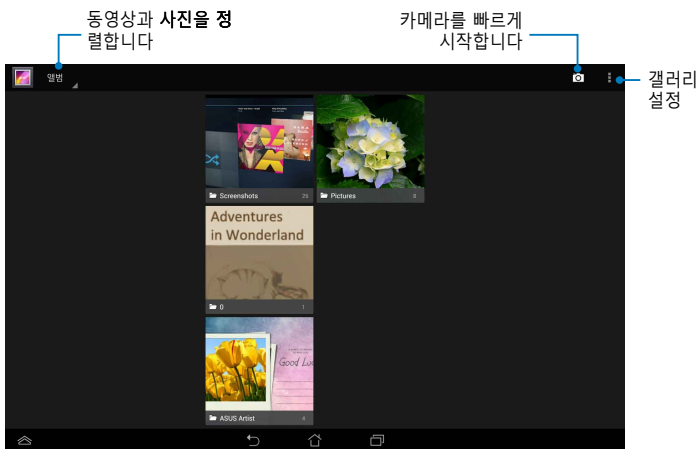 동영상과 사진을 정
렬합니다
카메라를 빠르게
시작합니다
갤러리
설정
앨범
Screenshots 26
Pictures 8
Adventures
in Wonderland
0 1
Good Luc
ASUS Artist 4